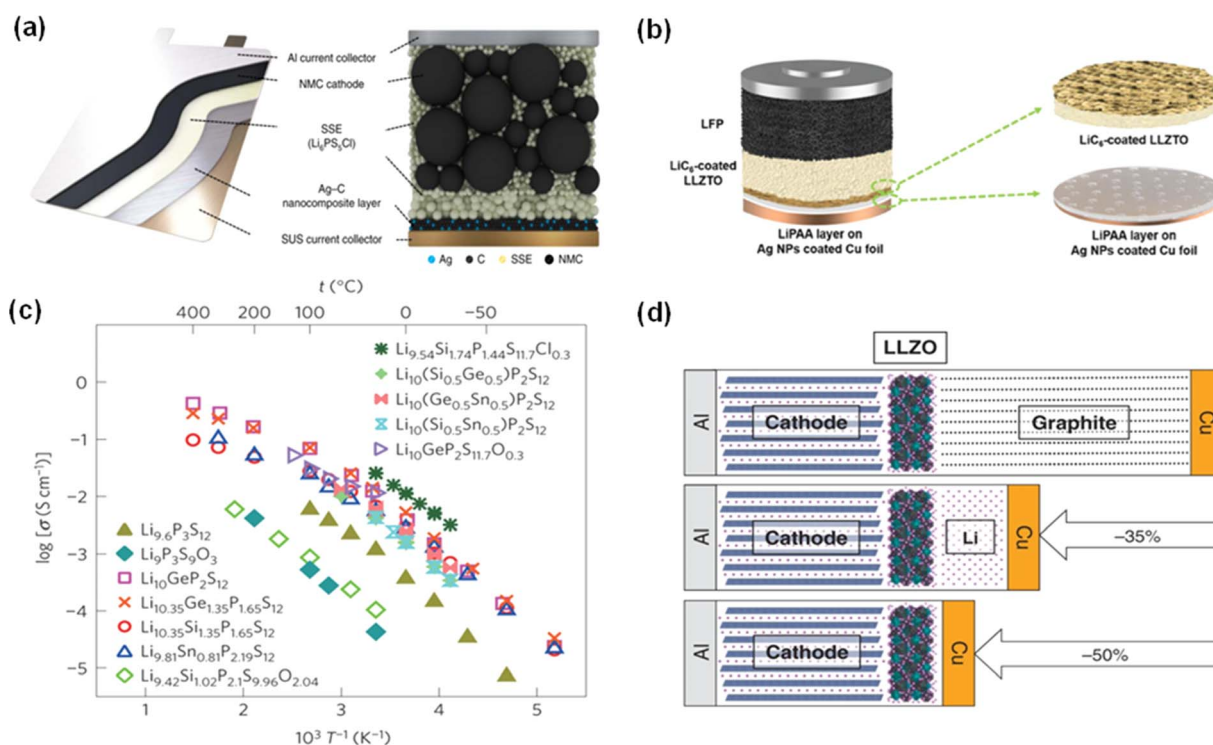 (a)
Al current collector
NMC cathode
SSE
(Li₆PS₅Cl)
Ag–C
nanocomposite layer
SUS current collector
Ag C SSE NMC
(b)
LFP
LiC₆-coated
LLZTO
LiPAA layer on
Ag NPs coated Cu foil
LiC₆-coated LLZTO
LiPAA layer on
Ag NPs coated Cu foil
(c)
t (°C)
400 200 100 0 −50
log [σ (S cm⁻¹)]
0
−1
−2
−3
−4
−5
Li₉.₅₄Si₁.₇₄P₁.₄₄S₁₁.₇Cl₀.₃
Li₁₀(Si₀.₅Ge₀.₅)P₂S₁₂
Li₁₀(Ge₀.₅Sn₀.₅)P₂S₁₂
Li₁₀(Si₀.₅Sn₀.₅)P₂S₁₂
Li₁₀GeP₂S₁₁.₇O₀.₃
Li₉.₆P₃S₁₂
Li₉P₃S₉O₃
Li₁₀GeP₂S₁₂
Li₁₀.₃₅Ge₁.₃₅P₁.₆₅S₁₂
Li₁₀.₃₅Si₁.₃₅P₁.₆₅S₁₂
Li₉.₈₁Sn₀.₈₁P₂.₁₉S₁₂
Li₉.₄₂Si₁.₀₂P₂.₁S₉.₉₆O₂.₀₄
1 2 3 4 5
10³ T⁻¹ (K⁻¹)
(d)
LLZO
Al Cathode Graphite Cu
Al Cathode Li Cu −35%
Al Cathode Cu −50%